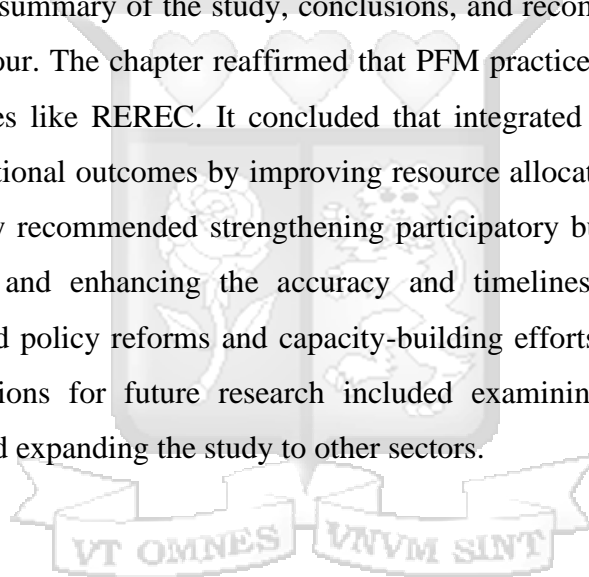 summary of the study, conclusions, and recom
our. The chapter reaffirmed that PFM practice
es like REREC. It concluded that integrated
tional outcomes by improving resource allocat
y recommended strengthening participatory bu
and enhancing the accuracy and timelines
d policy reforms and capacity-building efforts
ions for future research included examinin
d expanding the study to other sectors.
VT OMNES VNVM SINT